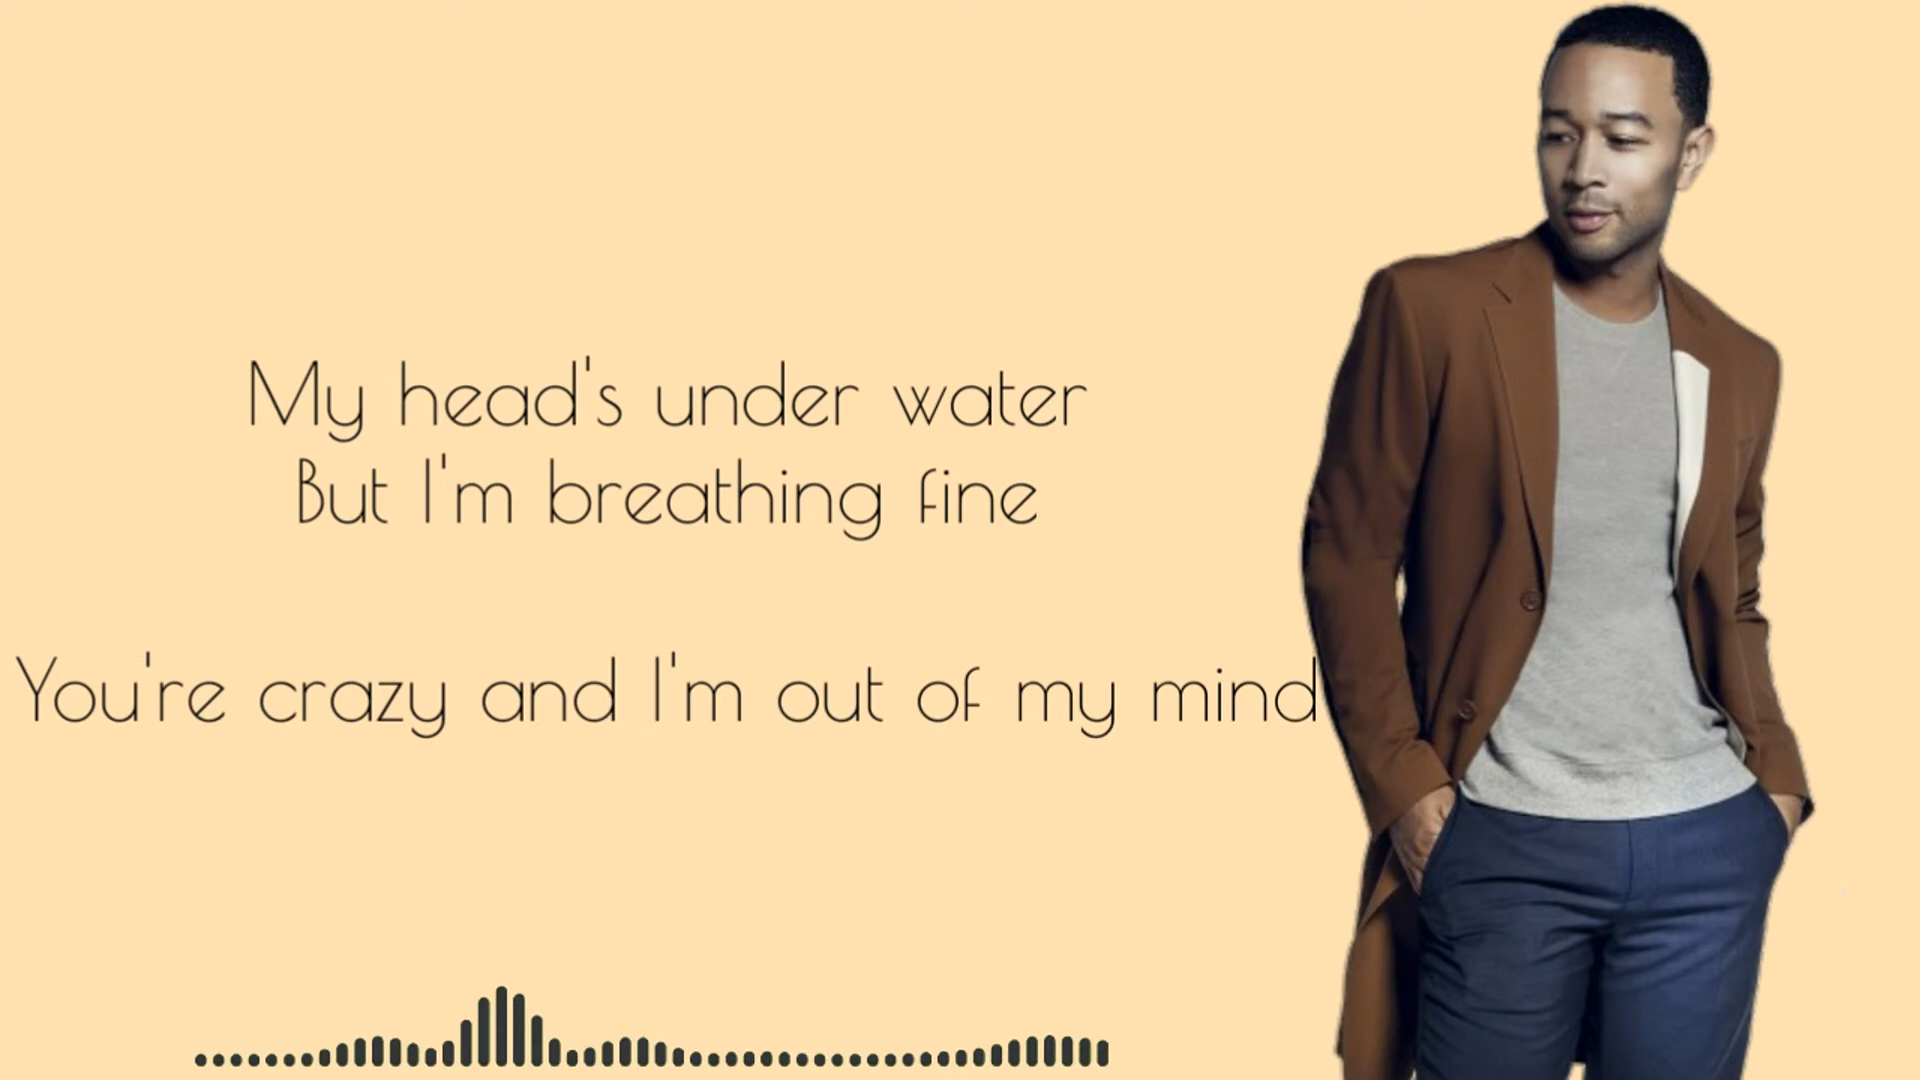 My head's under water
But I'm breathing fine
You're crazy and I'm out of my mind